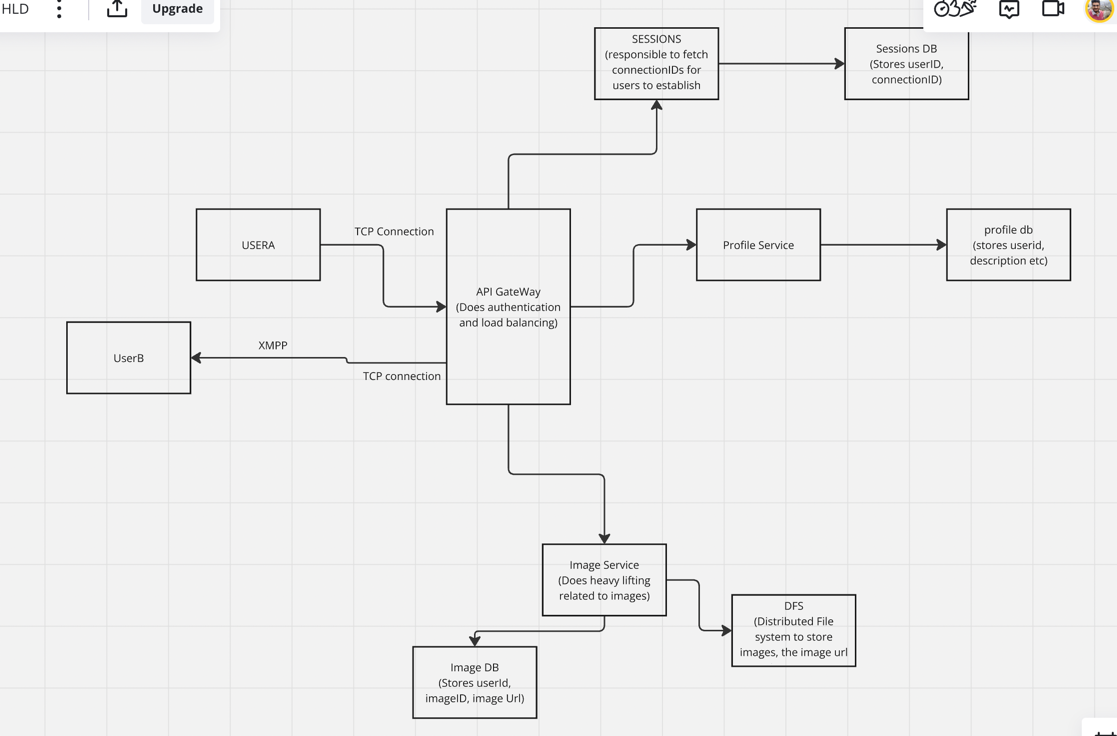 HLD
Upgrade
SESSIONS
(responsible to fetch
connectionIDs for
users to establish
Sessions DB
(Stores userID,
connectionID)
USERA
TCP Connection
API GateWay
(Does authentication
and load balancing)
Profile Service
profile db
(stores userid,
description etc)
UserB
XMPP
TCP connection
Image Service
(Does heavy lifting
related to images)
DFS
(Distributed File
system to store
images, the image url
Image DB
(Stores userId,
imageID, image Url)